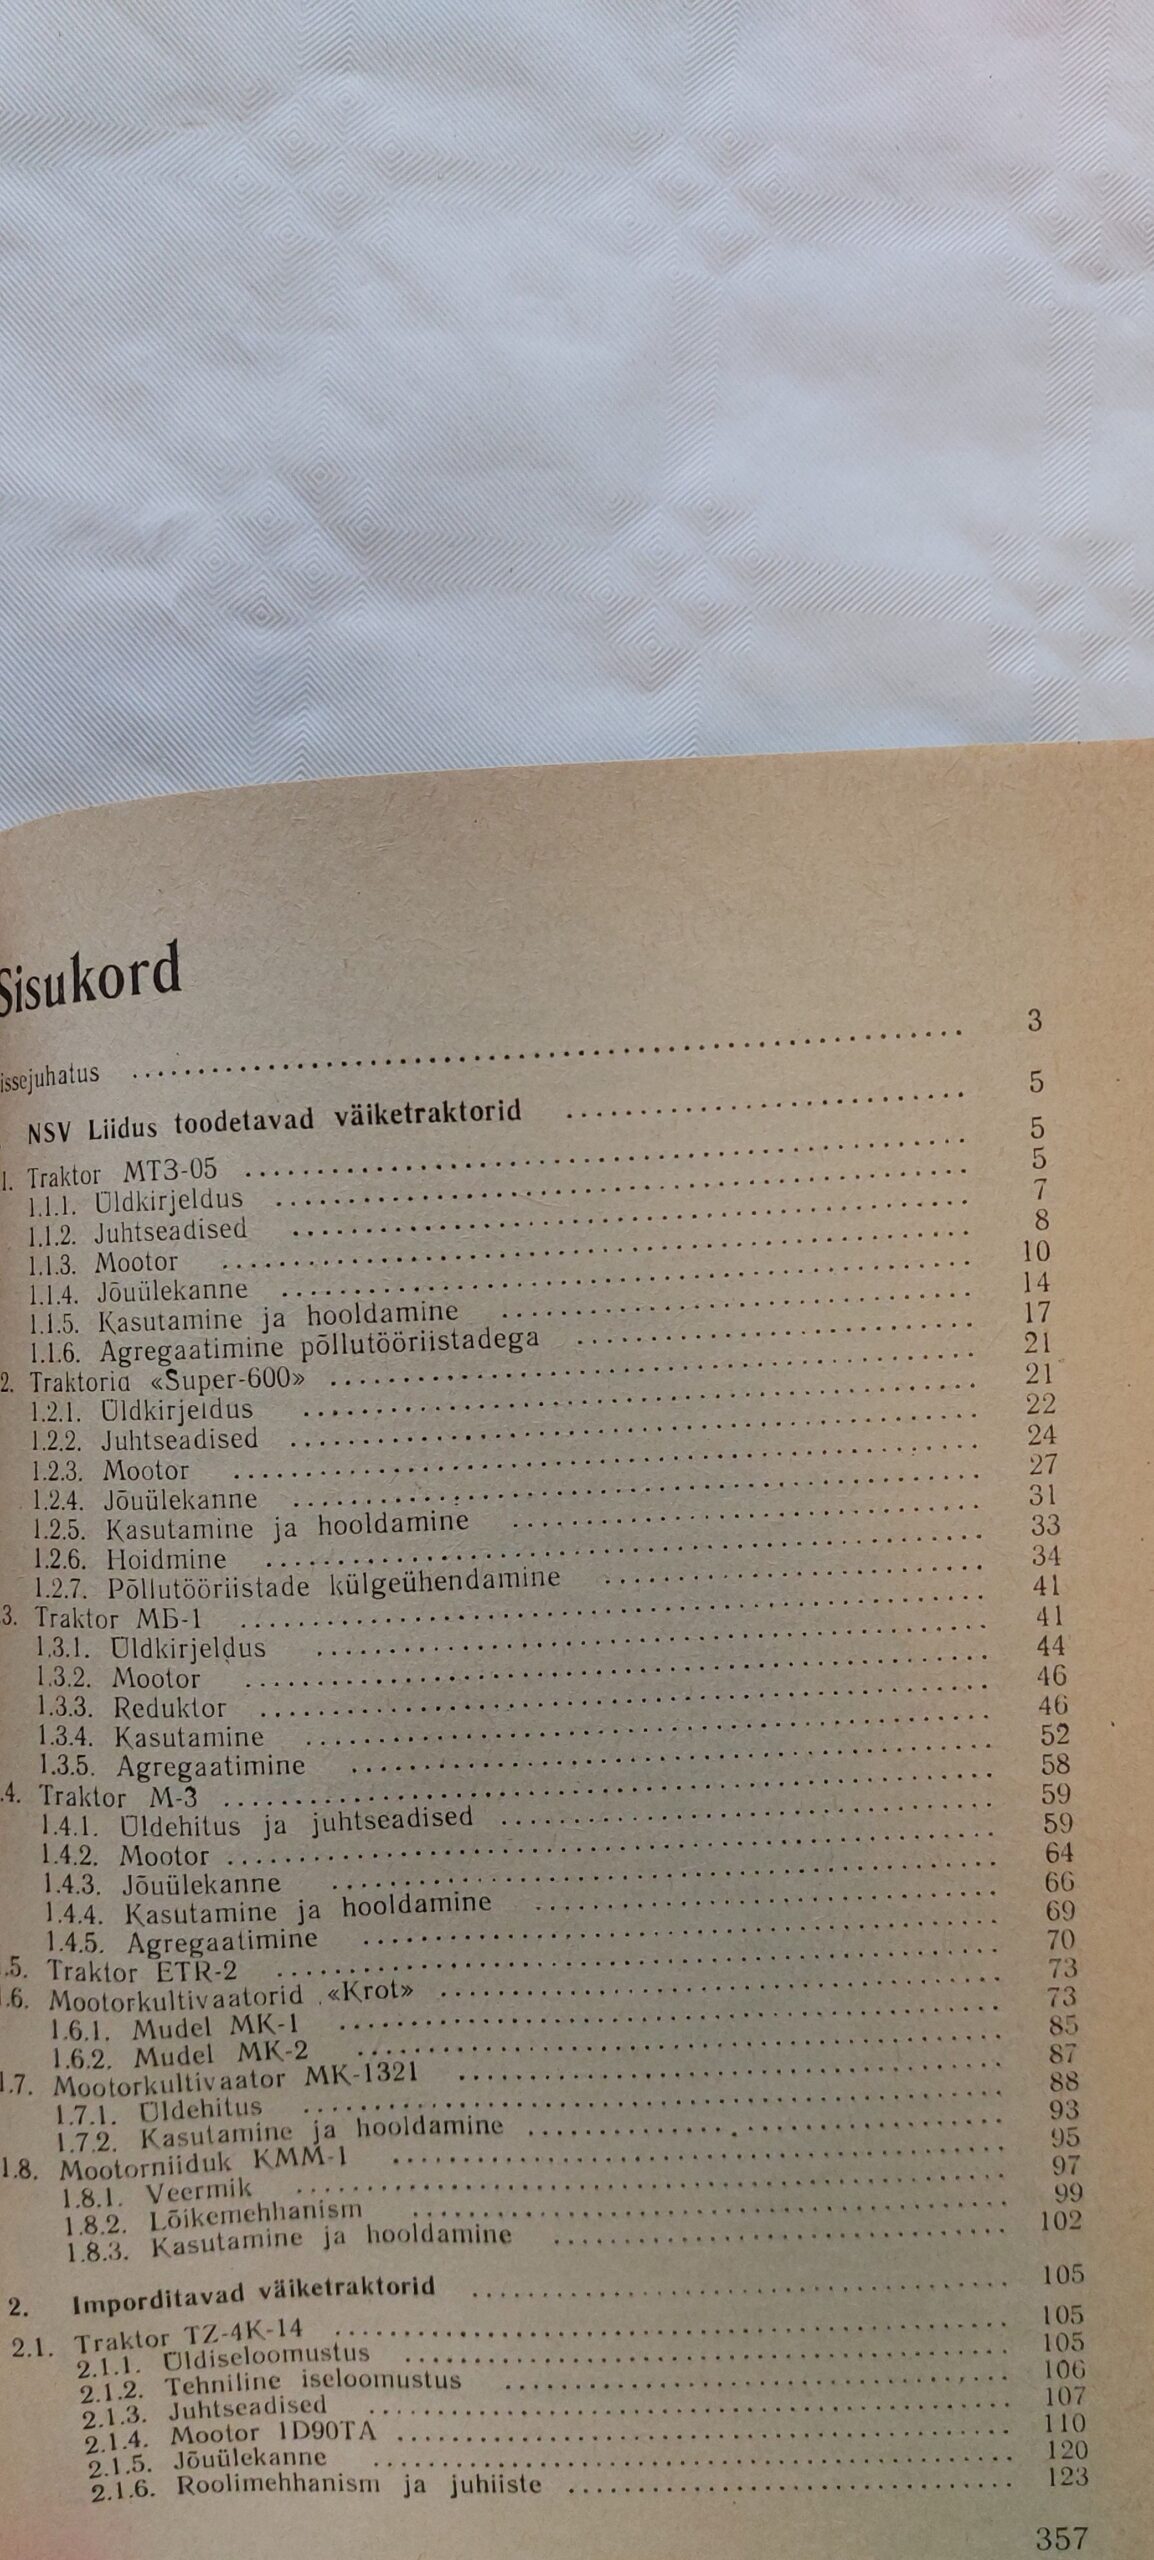 Sisukord
issejuhatus ........ 3
NSV Liidus toodetavad väiketraktorid ........ 5
1. Traktor МТЗ-05 ........ 5
1.1.1. Üldkirjeldus ........ 5
1.1.2. Juhtseadised ........ 7
1.1.3. Mootor ........ 8
1.1.4. Jõuülekanne ........ 10
1.1.5. Kasutamine ja hooldamine ........ 14
1.1.6. Agregaatimine põllutööriistadega ........ 17
2. Traktorid «Super-600» ........ 21
1.2.1. Üldkirjeldus ........ 21
1.2.2. Juhtseadised ........ 22
1.2.3. Mootor ........ 24
1.2.4. Jõuülekanne ........ 27
1.2.5. Kasutamine ja hooldamine ........ 31
1.2.6. Hoidmine ........ 33
1.2.7. Põllutööriistade külgeühendamine ........ 34
.3. Traktor МБ-1 ........ 41
1.3.1. Üldkirjeldus ........ 41
1.3.2. Mootor ........ 44
1.3.3. Reduktor ........ 46
1.3.4. Kasutamine ........ 46
1.3.5. Agregaatimine ........ 52
.4. Traktor M-3 ........ 58
1.4.1. Üldehitus ja juhtseadised ........ 59
1.4.2. Mootor ........ 59
1.4.3. Jõuülekanne ........ 64
1.4.4. Kasutamine ja hooldamine ........ 66
1.4.5. Agregaatimine ........ 69
1.5. Traktor ETR-2 ........ 70
1.6. Mootorkultivaatorid «Krot» ........ 73
1.6.1. Mudel MK-1 ........ 73
1.6.2. Mudel MK-2 ........ 85
1.7. Mootorkultivaator MK-1321 ........ 87
1.7.1. Üldehitus ........ 88
1.7.2. Kasutamine ja hooldamine ........ 93
1.8. Mootorniiduk KMM-1 ........ 95
1.8.1. Veermik ........ 97
1.8.2. Lõikemehhanism ........ 99
1.8.3. Kasutamine ja hooldamine ........ 102
2. Imporditavad väiketraktorid ........ 105
2.1. Traktor TZ-4K-14 ........ 105
2.1.1. Üldiseloomustus ........ 105
2.1.2. Tehniline iseloomustus ........ 106
2.1.3. Juhtseadised ........ 107
2.1.4. Mootor 1D90TA ........ 110
2.1.5. Jõuülekanne ........ 120
2.1.6. Roolimehhanism ja juhiiste ........ 123
357